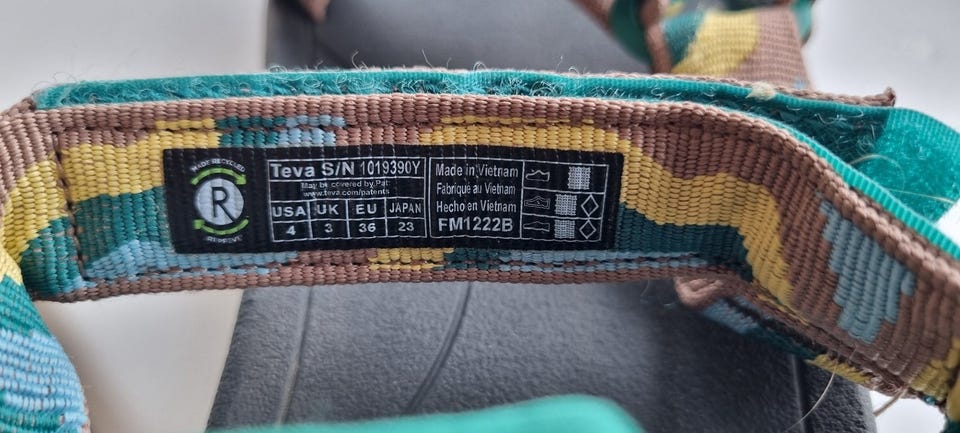 MADE RECYCLED
R
REPREVE
Teva S/N 1019390Y
May be covered by Pat:
www.teva.com/patents
USA UK EU JAPAN
4 3 36 23
Made in Vietnam
Fabriqué au Vietnam
Hecho en Vietnam
FM1222B